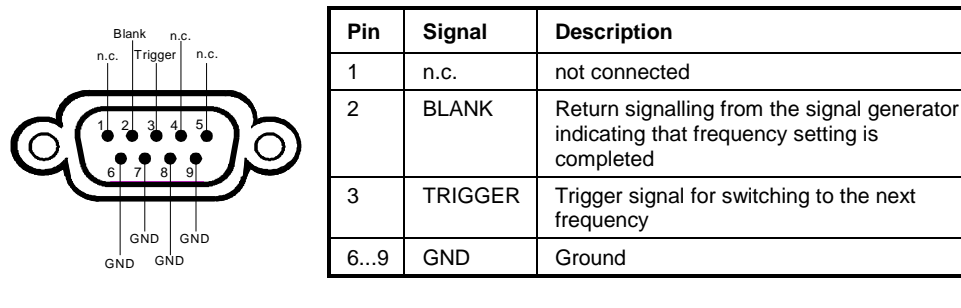 Blank
n.c.
n.c.
Trigger
n.c.
1 2 3 4 5
6 7 8 9
GND
GND
GND
GND
Pin Signal Description
1 n.c. not connected
2 BLANK Return signalling from the signal generator
indicating that frequency setting is
completed
3 TRIGGER Trigger signal for switching to the next
frequency
6...9 GND Ground